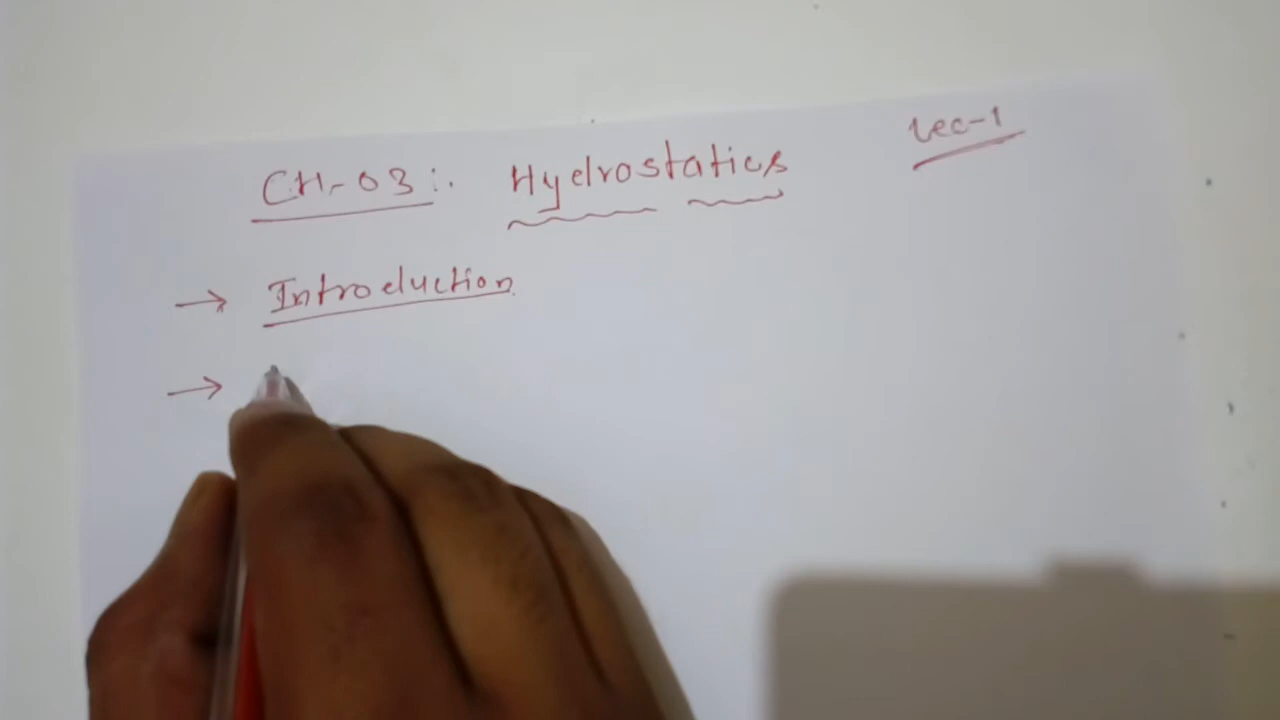 Lec-1
CH-03:. Hydrostatics
→ Introduction
→